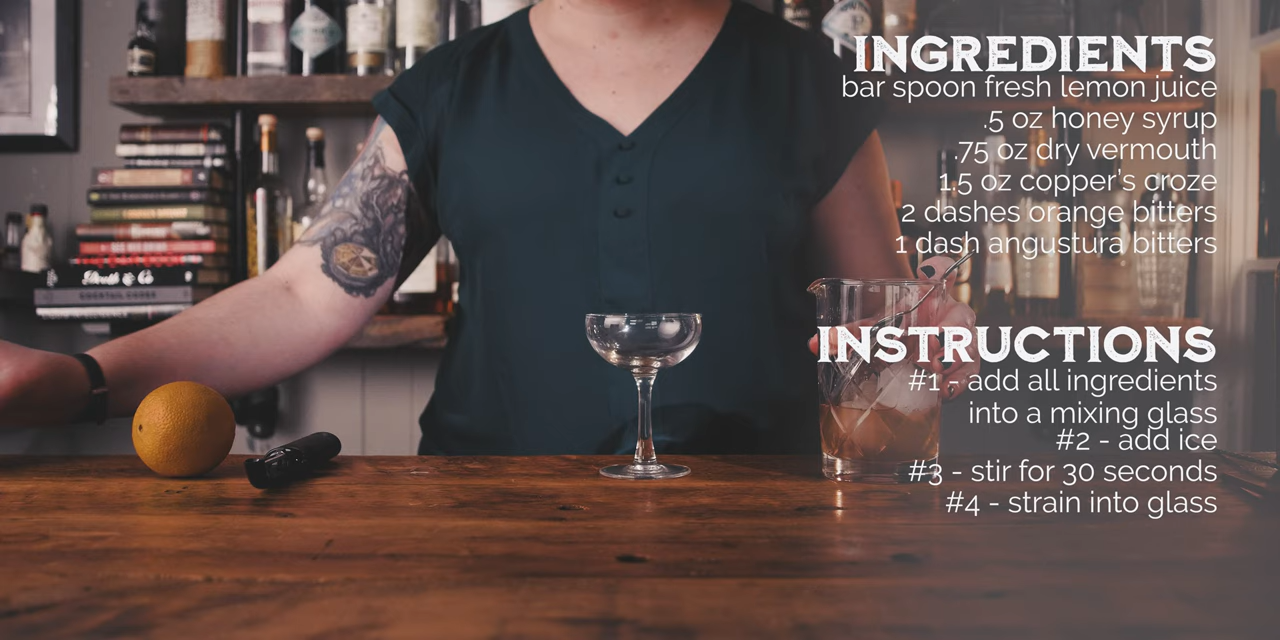 INGREDIENTS
bar spoon fresh lemon juice
.5 oz honey syrup
.75 oz dry vermouth
1.5 oz copper's croze
2 dashes orange bitters
1 dash angustura bitters
INSTRUCTIONS
#1 - add all ingredients
into a mixing glass
#2 - add ice
#3 - stir for 30 seconds
#4 - strain into glass
Death & Co